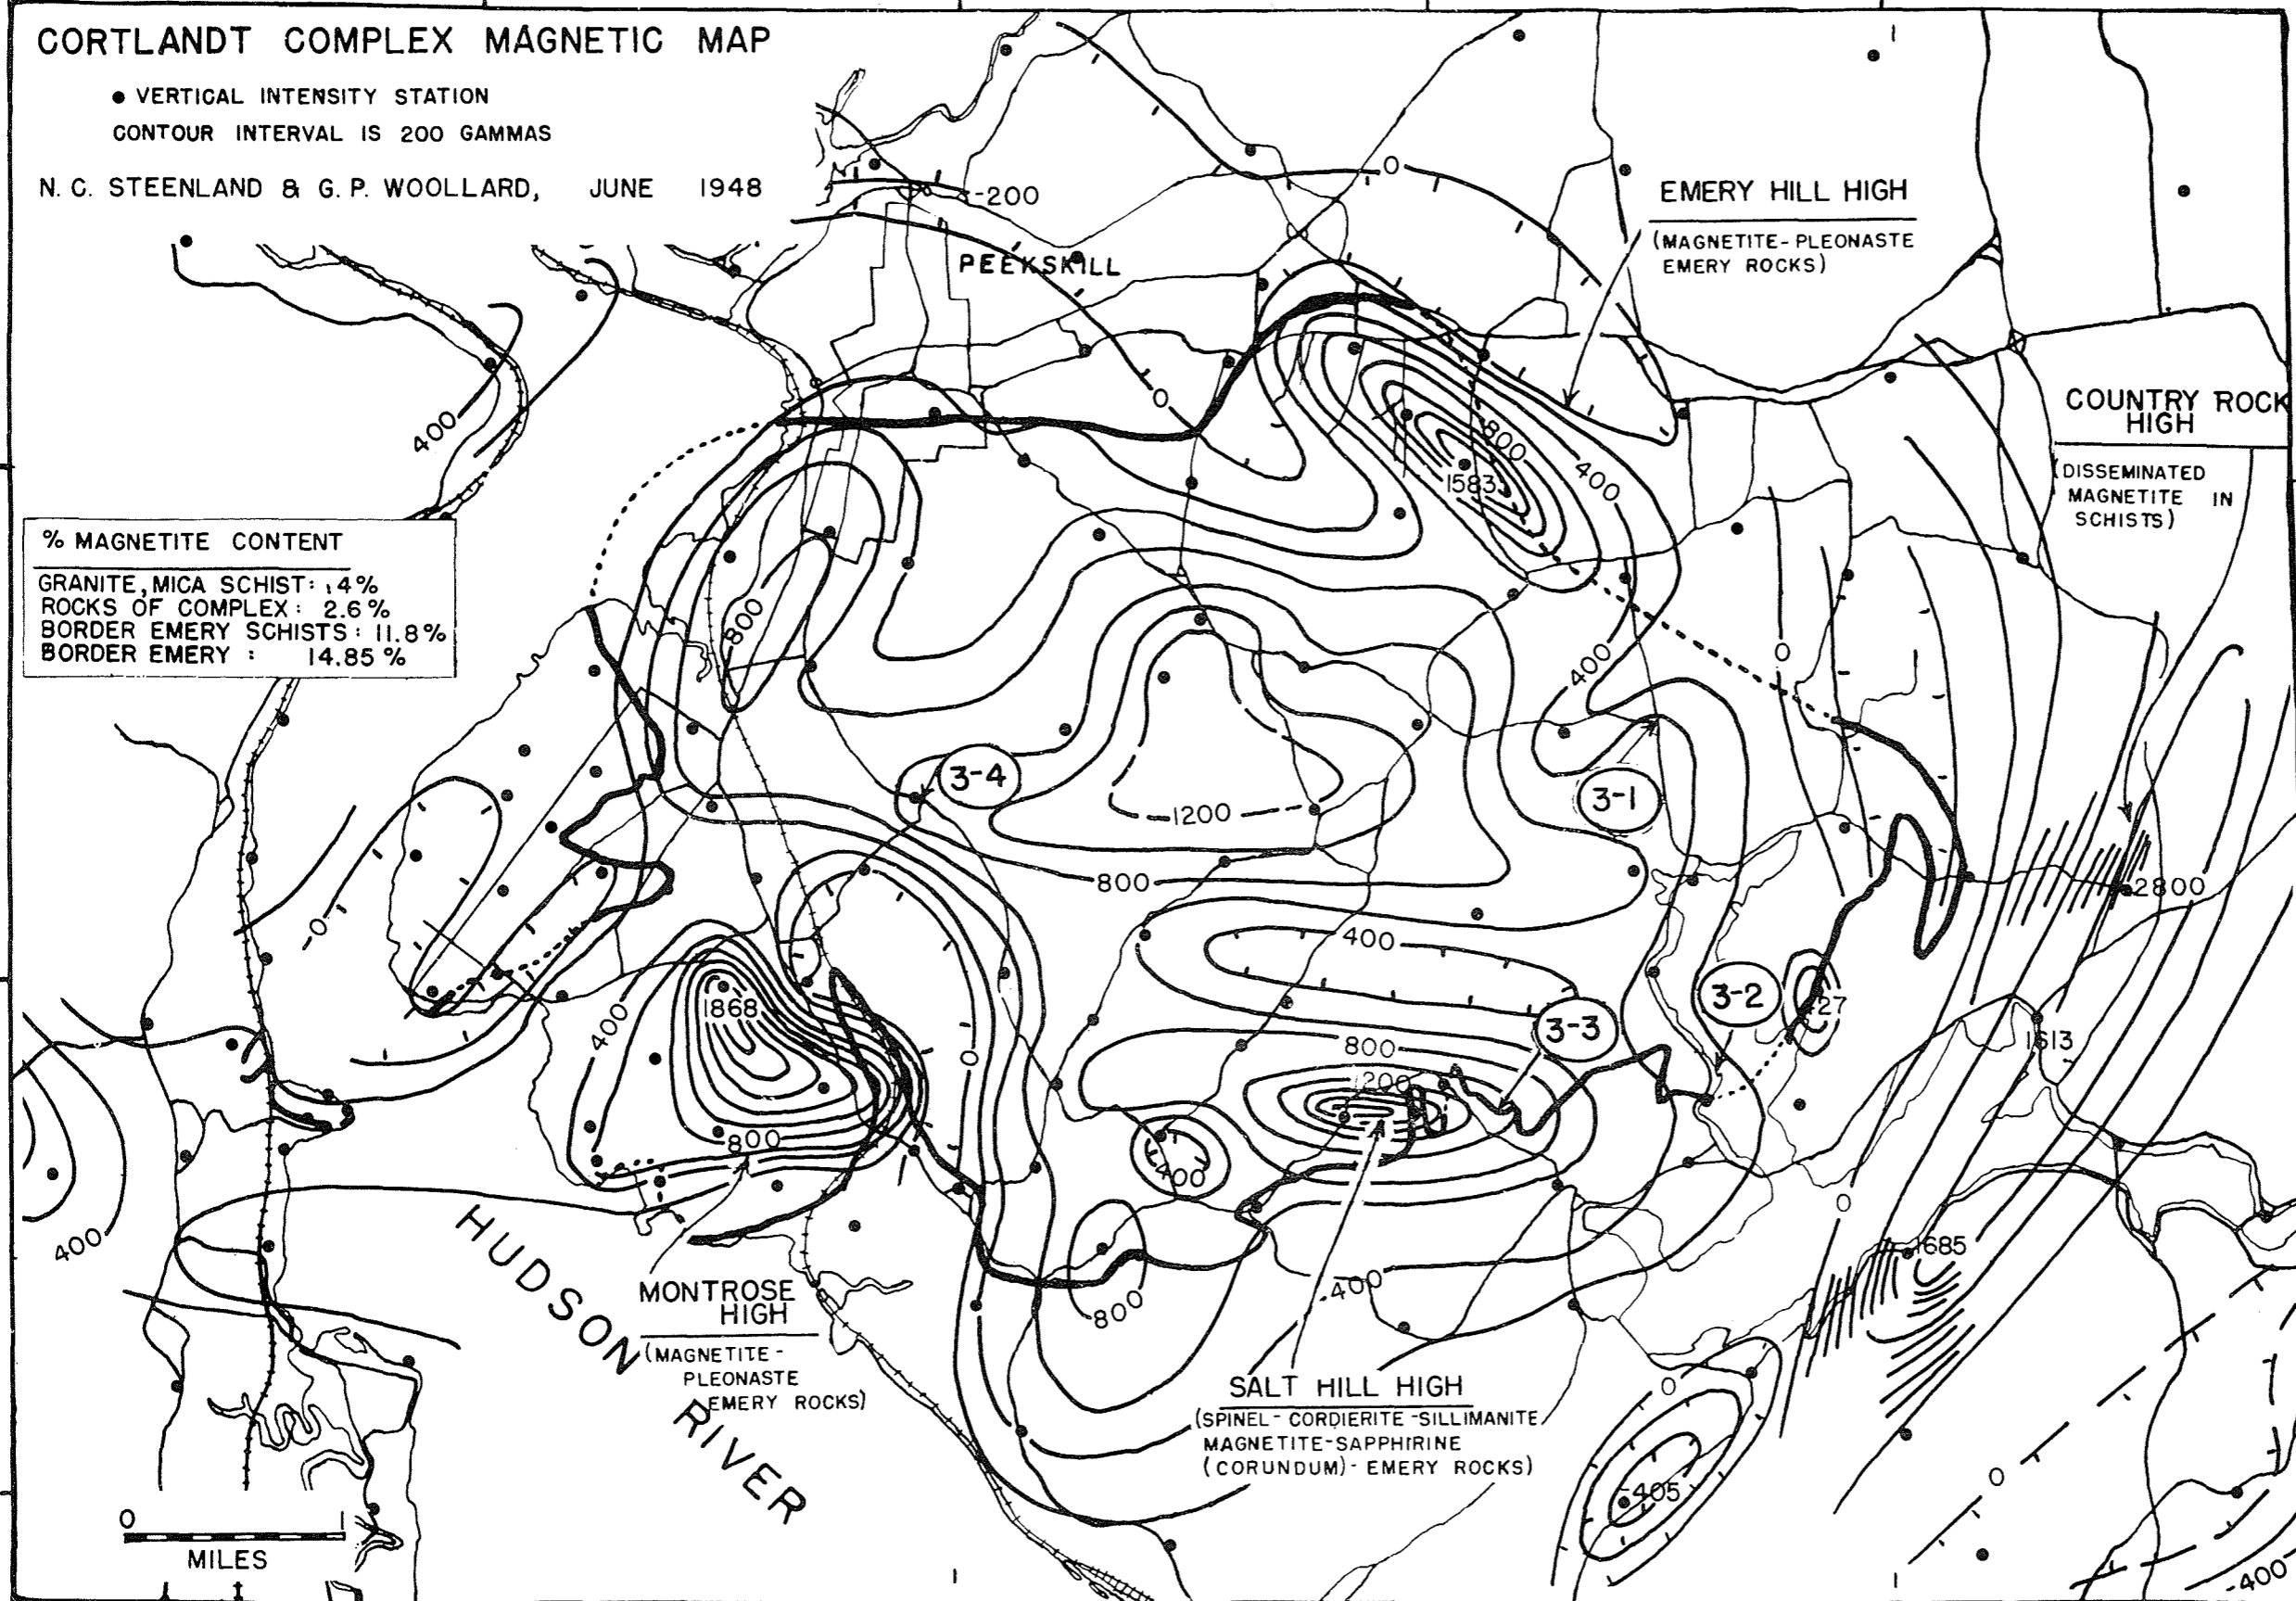 CORTLANDT COMPLEX MAGNETIC MAP
● VERTICAL INTENSITY STATION
CONTOUR INTERVAL IS 200 GAMMAS
N. C. STEENLAND & G. P. WOOLLARD, JUNE 1948
-200
0
EMERY HILL HIGH
(MAGNETITE-PLEONASTE
EMERY ROCKS)
PEEKSKILL
0
400
800
400
1583
COUNTRY ROCK
HIGH
(DISSEMINATED
MAGNETITE IN
SCHISTS)
% MAGNETITE CONTENT
GRANITE, MICA SCHIST: .4%
ROCKS OF COMPLEX: 2.6%
BORDER EMERY SCHISTS: 11.8%
BORDER EMERY : 14.85%
800
400
0
3-4
3-1
1200
800
2800
0
400
3-2
427
1868
400
3-3
800
1613
0
1200
800
400
0
400
1685
HUDSON RIVER
MONTROSE
HIGH
(MAGNETITE-
PLEONASTE
EMERY ROCKS)
800
400
SALT HILL HIGH
(SPINEL-CORDIERITE-SILLIMANITE
MAGNETITE-SAPPHIRINE
(CORUNDUM)-EMERY ROCKS)
0
-405
0
-400
0 1
MILES